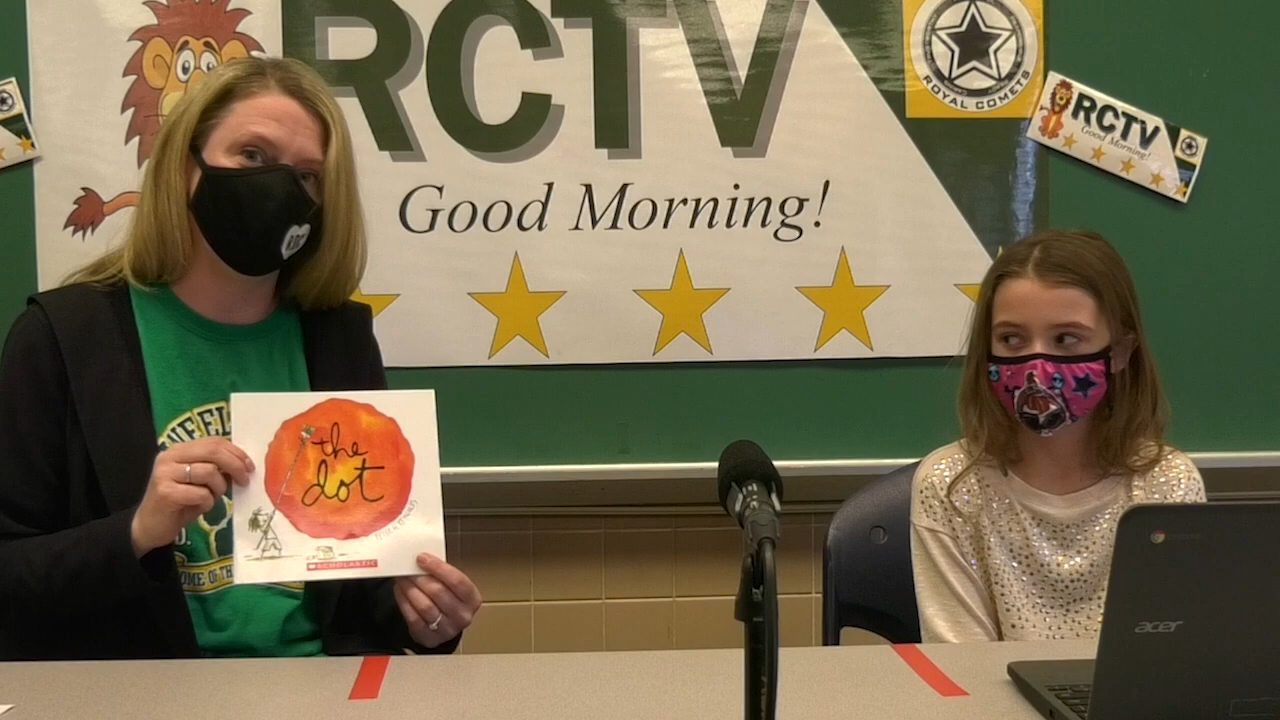 RCTV
Good Morning!
ROYAL COMETS
RCTV
Good Morning!
the
dot
SCHOLASTIC
acer